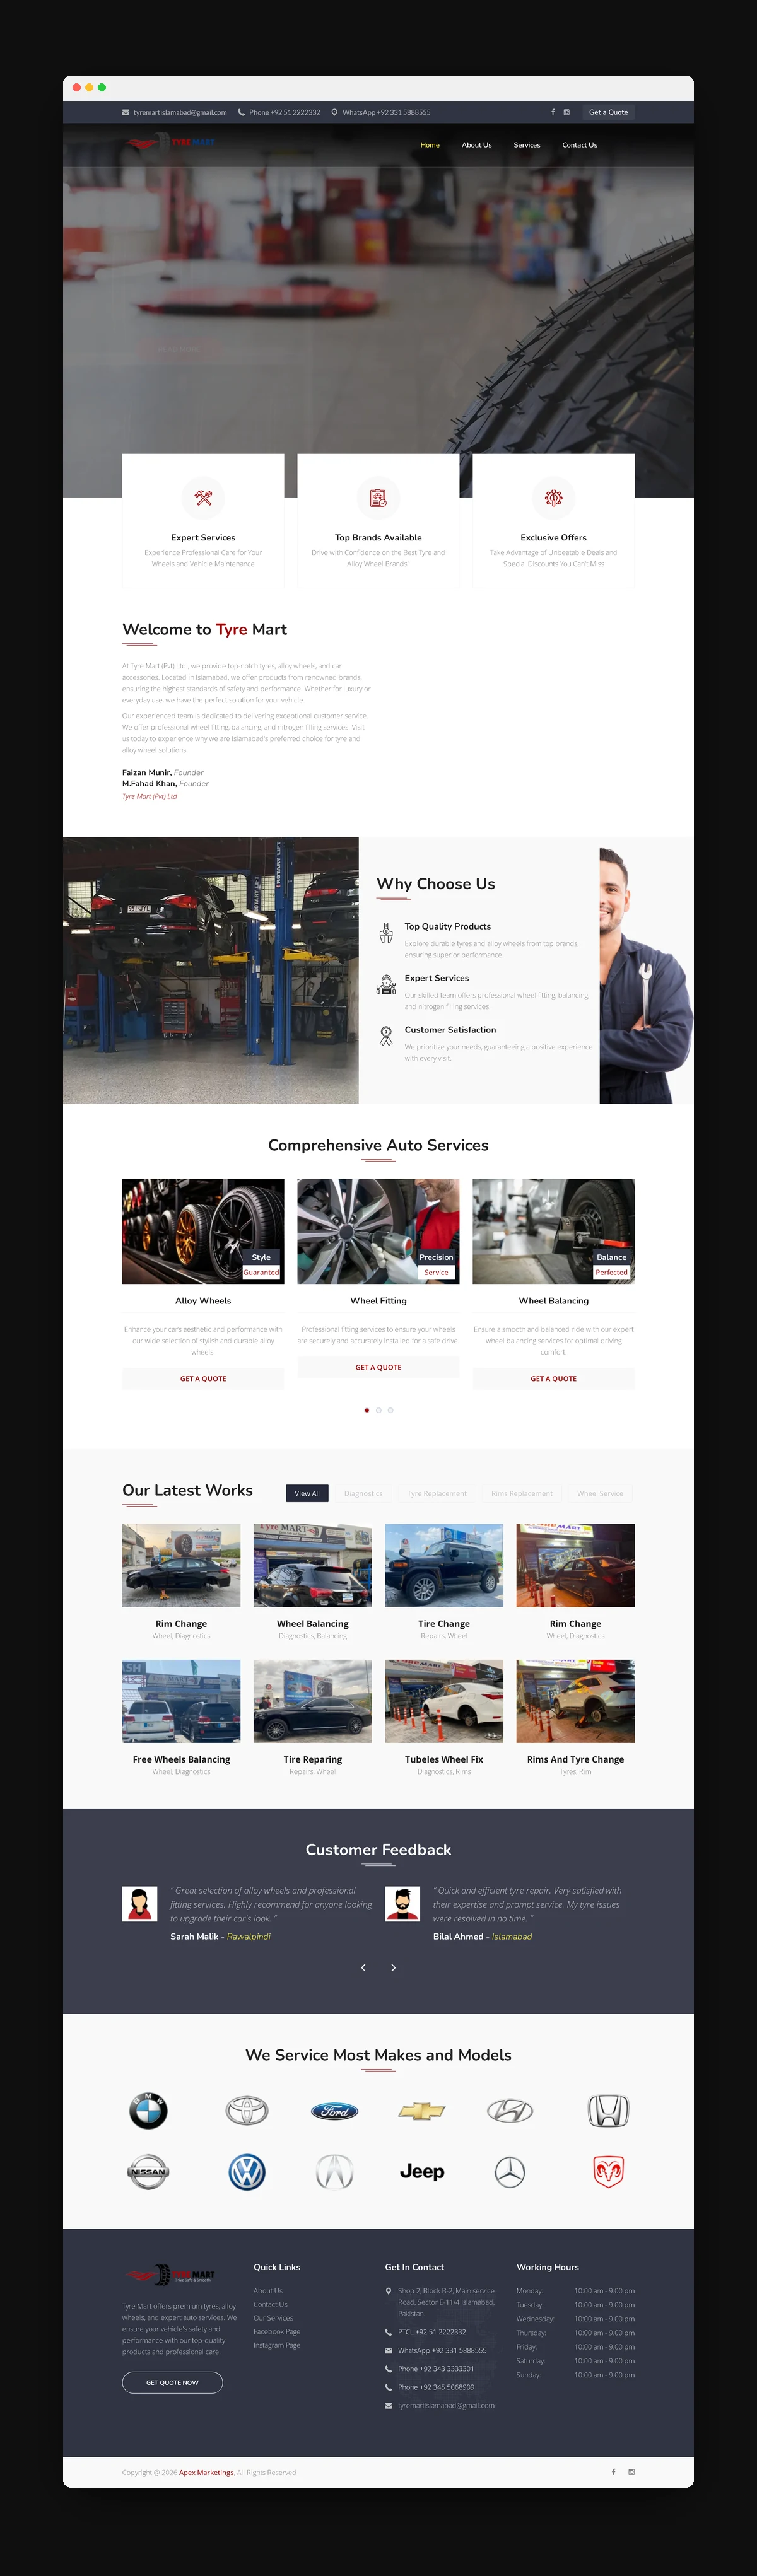 tyremartislamabad@gmail.com Phone +92 51 2222332 WhatsApp +92 331 5888555 Get a Quote
TYRE MART Home About Us Services Contact Us
Expert Services
Experience Professional Care for Your
Wheels and Vehicle Maintenance
Top Brands Available
Drive with Confidence on the Best Tyre and
Alloy Wheel Brands"
Exclusive Offers
Take Advantage of Unbeatable Deals and
Special Discounts You Can't Miss
Welcome to Tyre Mart
At Tyre Mart (Pvt) Ltd., we provide top-notch tyres, alloy wheels, and car
accessories. Located in Islamabad, we offer products from renowned brands,
ensuring the highest standards of safety and performance. Whether for luxury or
everyday use, we have the perfect solution for your vehicle.
Our experienced team is dedicated to delivering exceptional customer service.
We offer professional wheel fitting, balancing, and nitrogen filling services. Visit
us today to experience why we are Islamabad's preferred choice for tyre and
alloy wheel solutions.
Faizan Munir, Founder
M.Fahad Khan, Founder
Tyre Mart (Pvt) Ltd
ROTARY LIFT
ROTARY LIFT
Why Choose Us
Top Quality Products
Explore durable tyres and alloy wheels from top brands,
ensuring superior performance.
Expert Services
Our skilled team offers professional wheel fitting, balancing,
and nitrogen filling services.
Customer Satisfaction
We prioritize your needs, guaranteeing a positive experience
with every visit.
Comprehensive Auto Services
Style
Guaranted
Precision
Service
Balance
Perfected
Alloy Wheels
Enhance your car's aesthetic and performance with
our wide selection of stylish and durable alloy
wheels.
GET A QUOTE
Wheel Fitting
Professional fitting services to ensure your wheels
are securely and accurately installed for a safe drive.
GET A QUOTE
Wheel Balancing
Ensure a smooth and balanced ride with our expert
wheel balancing services for optimal driving
comfort.
GET A QUOTE
Our Latest Works View All Diagnostics Tyre Replacement Rims Replacement Wheel Service
Tyre MART
Rim Change
Wheel, Diagnostics
Wheel Balancing
Diagnostics, Balancing
Tire Change
Repairs, Wheel
Rim Change
Wheel, Diagnostics
Free Wheels Balancing
Wheel, Diagnostics
Tire Reparing
Repairs, Wheel
Tubeles Wheel Fix
Diagnostics, Rims
Rims And Tyre Change
Tyres, Rim
Customer Feedback
" Great selection of alloy wheels and professional
fitting services. Highly recommend for anyone looking
to upgrade their car's look. "
Sarah Malik - Rawalpindi
" Quick and efficient tyre repair. Very satisfied with
their expertise and prompt service. My tyre issues
were resolved in no time. "
Bilal Ahmed - Islamabad
We Service Most Makes and Models
BMW
Ford
NISSAN
Jeep
TYRE MART
Tyre Mart offers premium tyres, alloy
wheels, and expert auto services. We
ensure your vehicle's safety and
performance with our top-quality
products and professional care.
GET QUOTE NOW
Quick Links
About Us
Contact Us
Our Services
Facebook Page
Instagram Page
Get In Contact
Shop 2, Block B-2, Main service
Road, Sector E-11/4 Islamabad,
Pakistan.
PTCL +92 51 2222332
WhatsApp +92 331 5888555
Phone +92 343 3333301
Phone +92 345 5068909
tyremartislamabad@gmail.com
Working Hours
Monday: 10:00 am - 9.00 pm
Tuesday: 10:00 am - 9.00 pm
Wednesday: 10:00 am - 9.00 pm
Thursday: 10:00 am - 9.00 pm
Friday: 10:00 am - 9.00 pm
Saturday: 10:00 am - 9.00 pm
Sunday: 10:00 am - 9.00 pm
Copyright @ 2026 Apex Marketings. All Rights Reserved